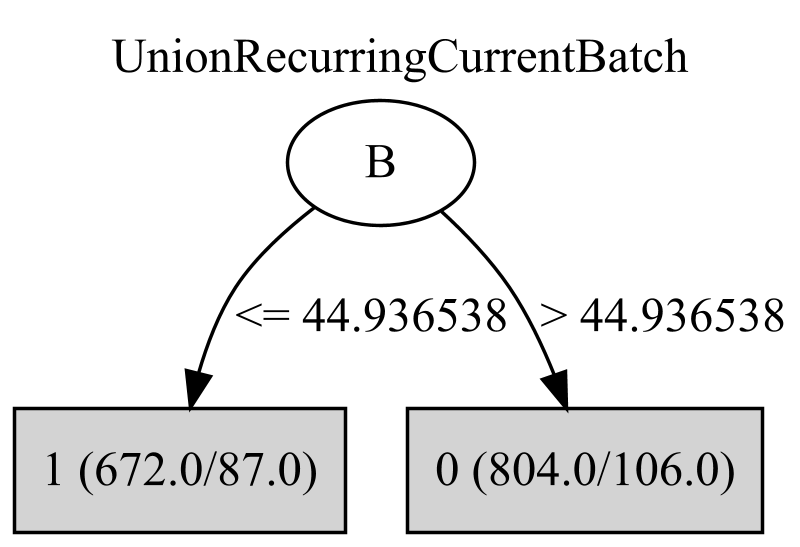 UnionRecurringCurrentBatch
B
<= 44.936538
> 44.936538
1 (672.0/87.0)
0 (804.0/106.0)